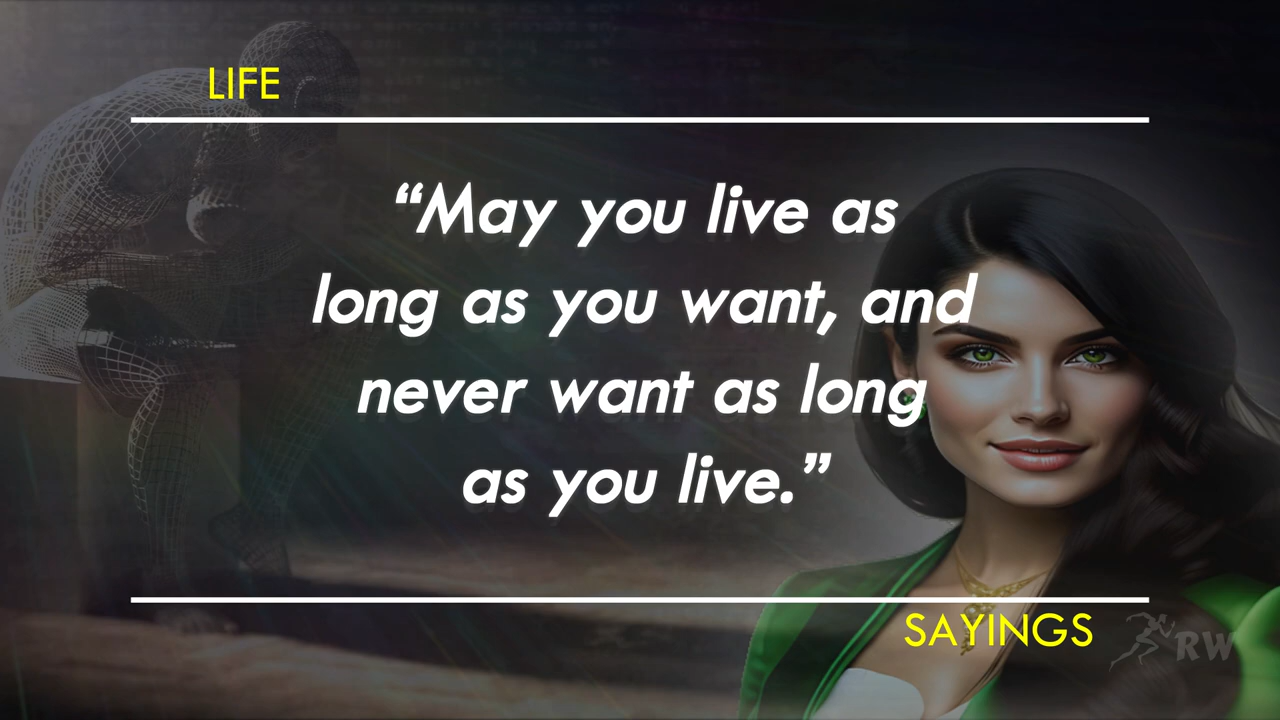 LIFE
“May you live as
long as you want, and
never want as long
as you live.”
SAYINGS
RW